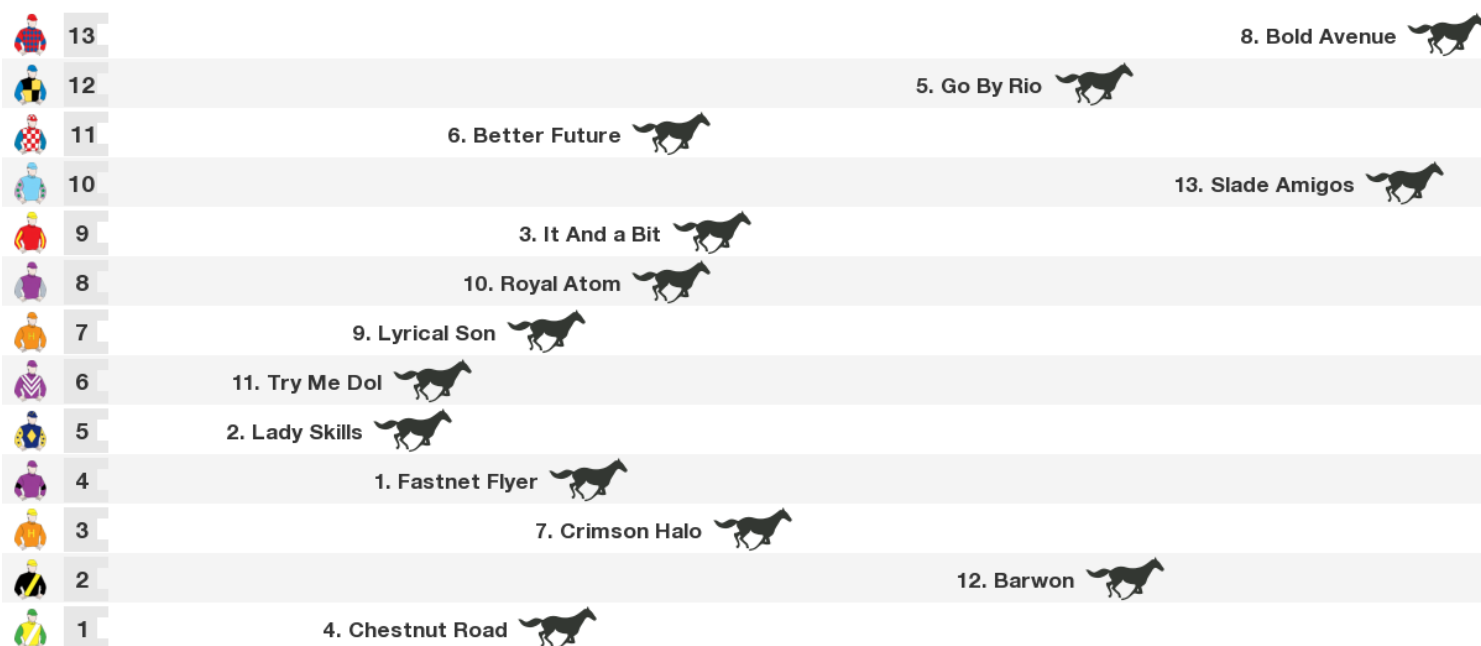 13 8. Bold Avenue
12 5. Go By Rio
11 6. Better Future
10 13. Slade Amigos
9 3. It And a Bit
8 10. Royal Atom
7 9. Lyrical Son
6 11. Try Me Dol
5 2. Lady Skills
4 1. Fastnet Flyer
3 7. Crimson Halo
2 12. Barwon
1 4. Chestnut Road